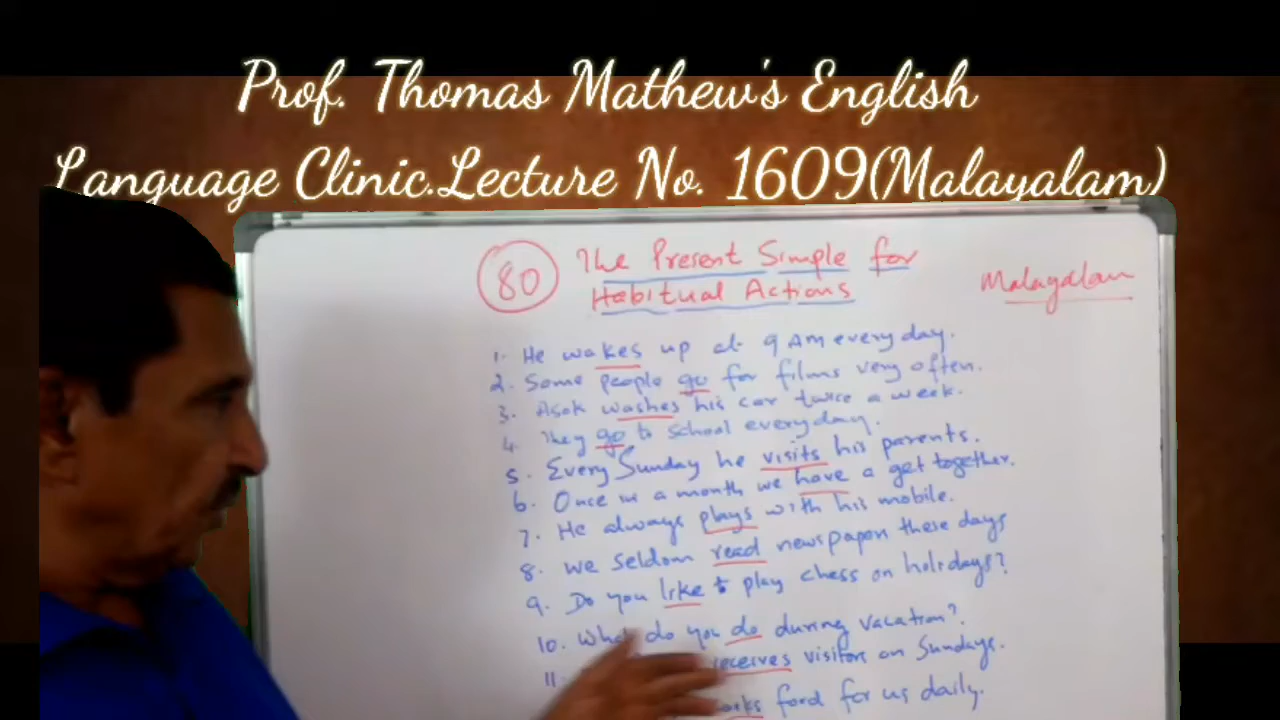 Prof. Thomas Mathew's English
Language Clinic.Lecture No. 1609(Malayalam)
80 The Present Simple for
Habitual Actions
Malayalam
1. He wakes up at 9 AM every day.
2. Some people go for films very often.
3. Asok washes his car twice a week.
4. They go to school everyday.
5. Every Sunday he visits his parents.
6. Once in a month we have a get together.
7. He always plays with his mobile.
8. We seldom read newspapers these days
9. Do you like to play chess on holidays?
10. What do you do during vacation?
11. receives visitors on Sundays.
food for us daily.